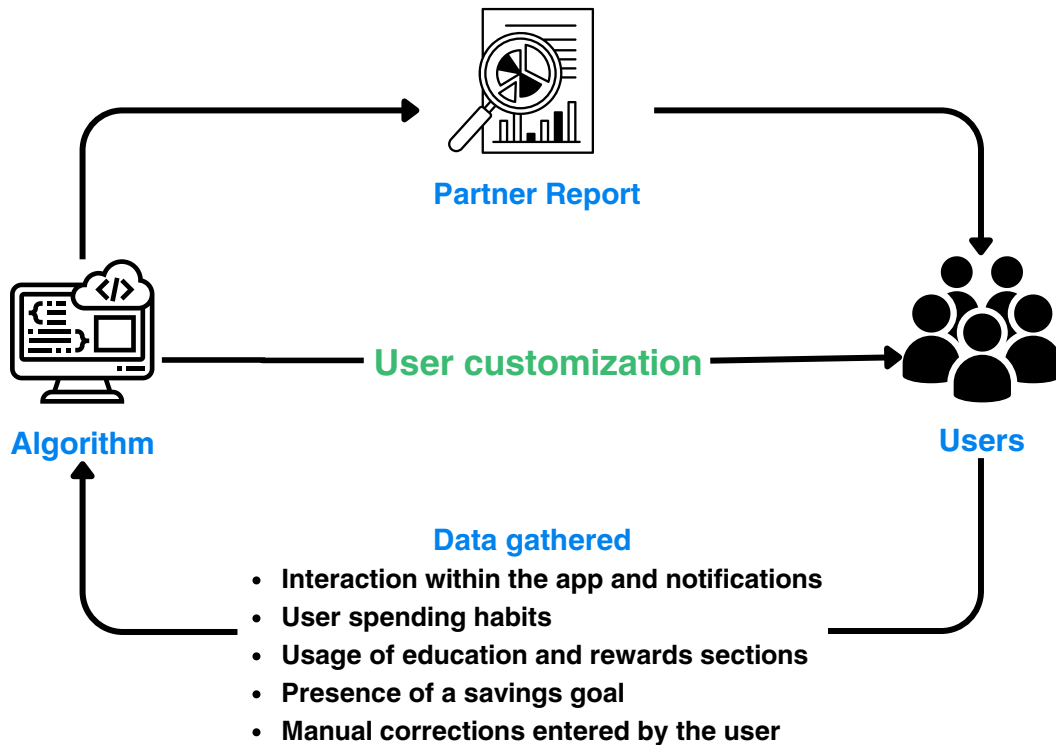 Partner Report
</>
User customization
Algorithm
Users
Data gathered
• Interaction within the app and notifications
• User spending habits
• Usage of education and rewards sections
• Presence of a savings goal
• Manual corrections entered by the user